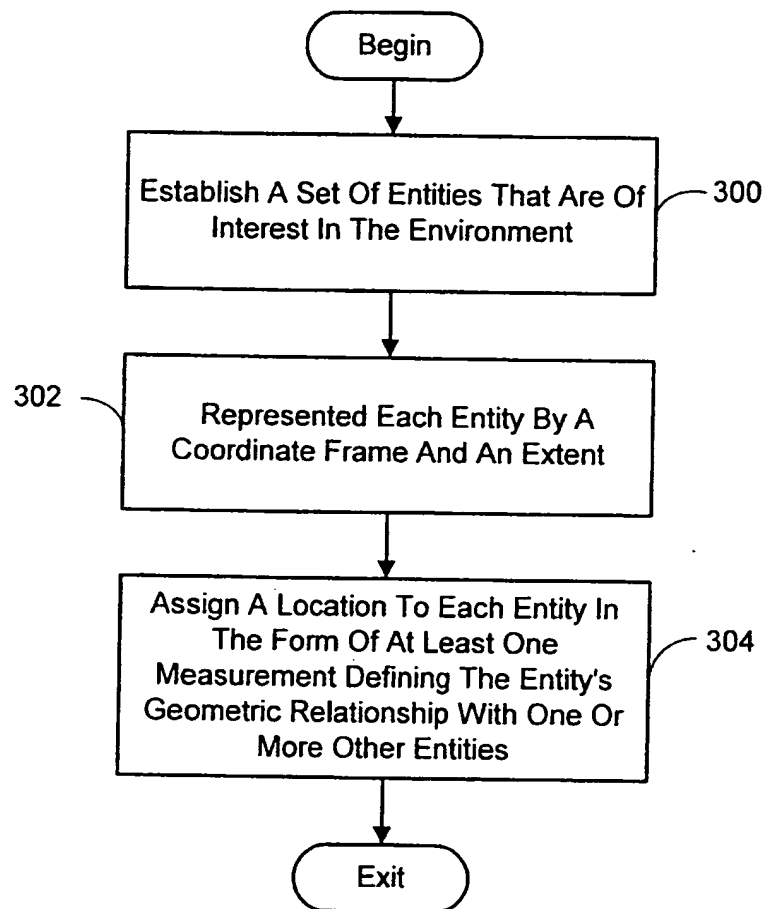 Begin
Establish A Set Of Entities That Are Of
Interest In The Environment
300
302
Represented Each Entity By A
Coordinate Frame And An Extent
Assign A Location To Each Entity In
The Form Of At Least One
Measurement Defining The Entity's
Geometric Relationship With One Or
More Other Entities
304
Exit